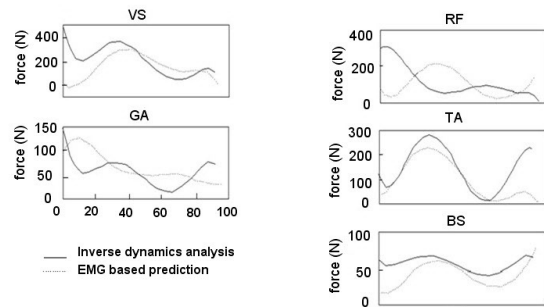 VS
force (N)
400
200
0
GA
force (N)
150
100
50
0
0 20 40 60 80 100
Inverse dynamics analysis
EMG based prediction
RF
force (N)
400
200
0
TA
force (N)
300
200
100
0
BS
force (N)
100
50
0